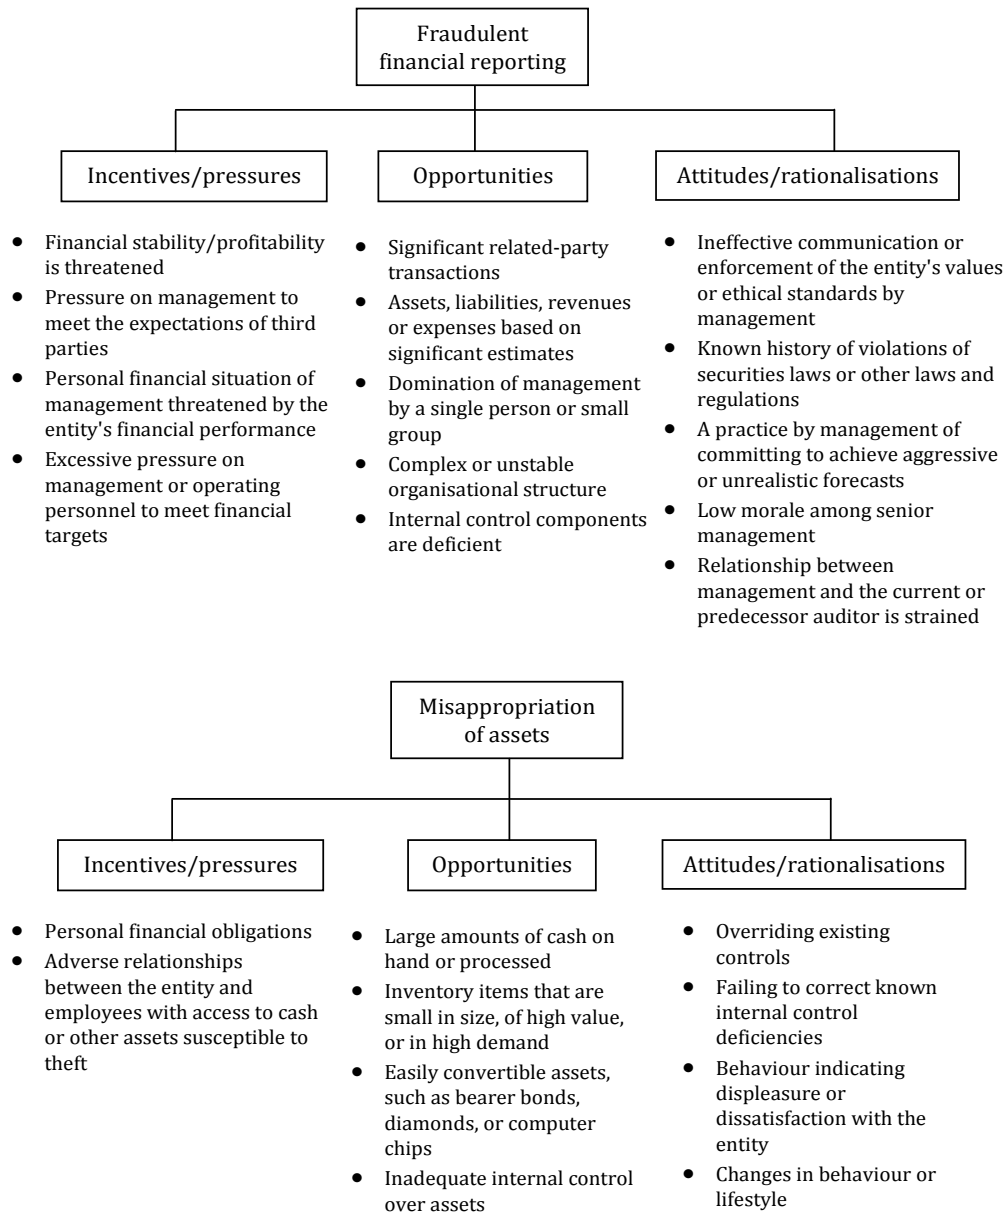 Fraudulent
financial reporting
Incentives/pressures
Opportunities
Attitudes/rationalisations
• Financial stability/profitability
is threatened
• Pressure on management to
meet the expectations of third
parties
• Personal financial situation of
management threatened by the
entity's financial performance
• Excessive pressure on
management or operating
personnel to meet financial
targets
• Significant related-party
transactions
• Assets, liabilities, revenues
or expenses based on
significant estimates
• Domination of management
by a single person or small
group
• Complex or unstable
organisational structure
• Internal control components
are deficient
• Ineffective communication or
enforcement of the entity's values
or ethical standards by
management
• Known history of violations of
securities laws or other laws and
regulations
• A practice by management of
committing to achieve aggressive
or unrealistic forecasts
• Low morale among senior
management
• Relationship between
management and the current or
predecessor auditor is strained
Misappropriation
of assets
Incentives/pressures
Opportunities
Attitudes/rationalisations
• Personal financial obligations
• Adverse relationships
between the entity and
employees with access to cash
or other assets susceptible to
theft
• Large amounts of cash on
hand or processed
• Inventory items that are
small in size, of high value,
or in high demand
• Easily convertible assets,
such as bearer bonds,
diamonds, or computer
chips
• Inadequate internal control
over assets
• Overriding existing
controls
• Failing to correct known
internal control
deficiencies
• Behaviour indicating
displeasure or
dissatisfaction with the
entity
• Changes in behaviour or
lifestyle